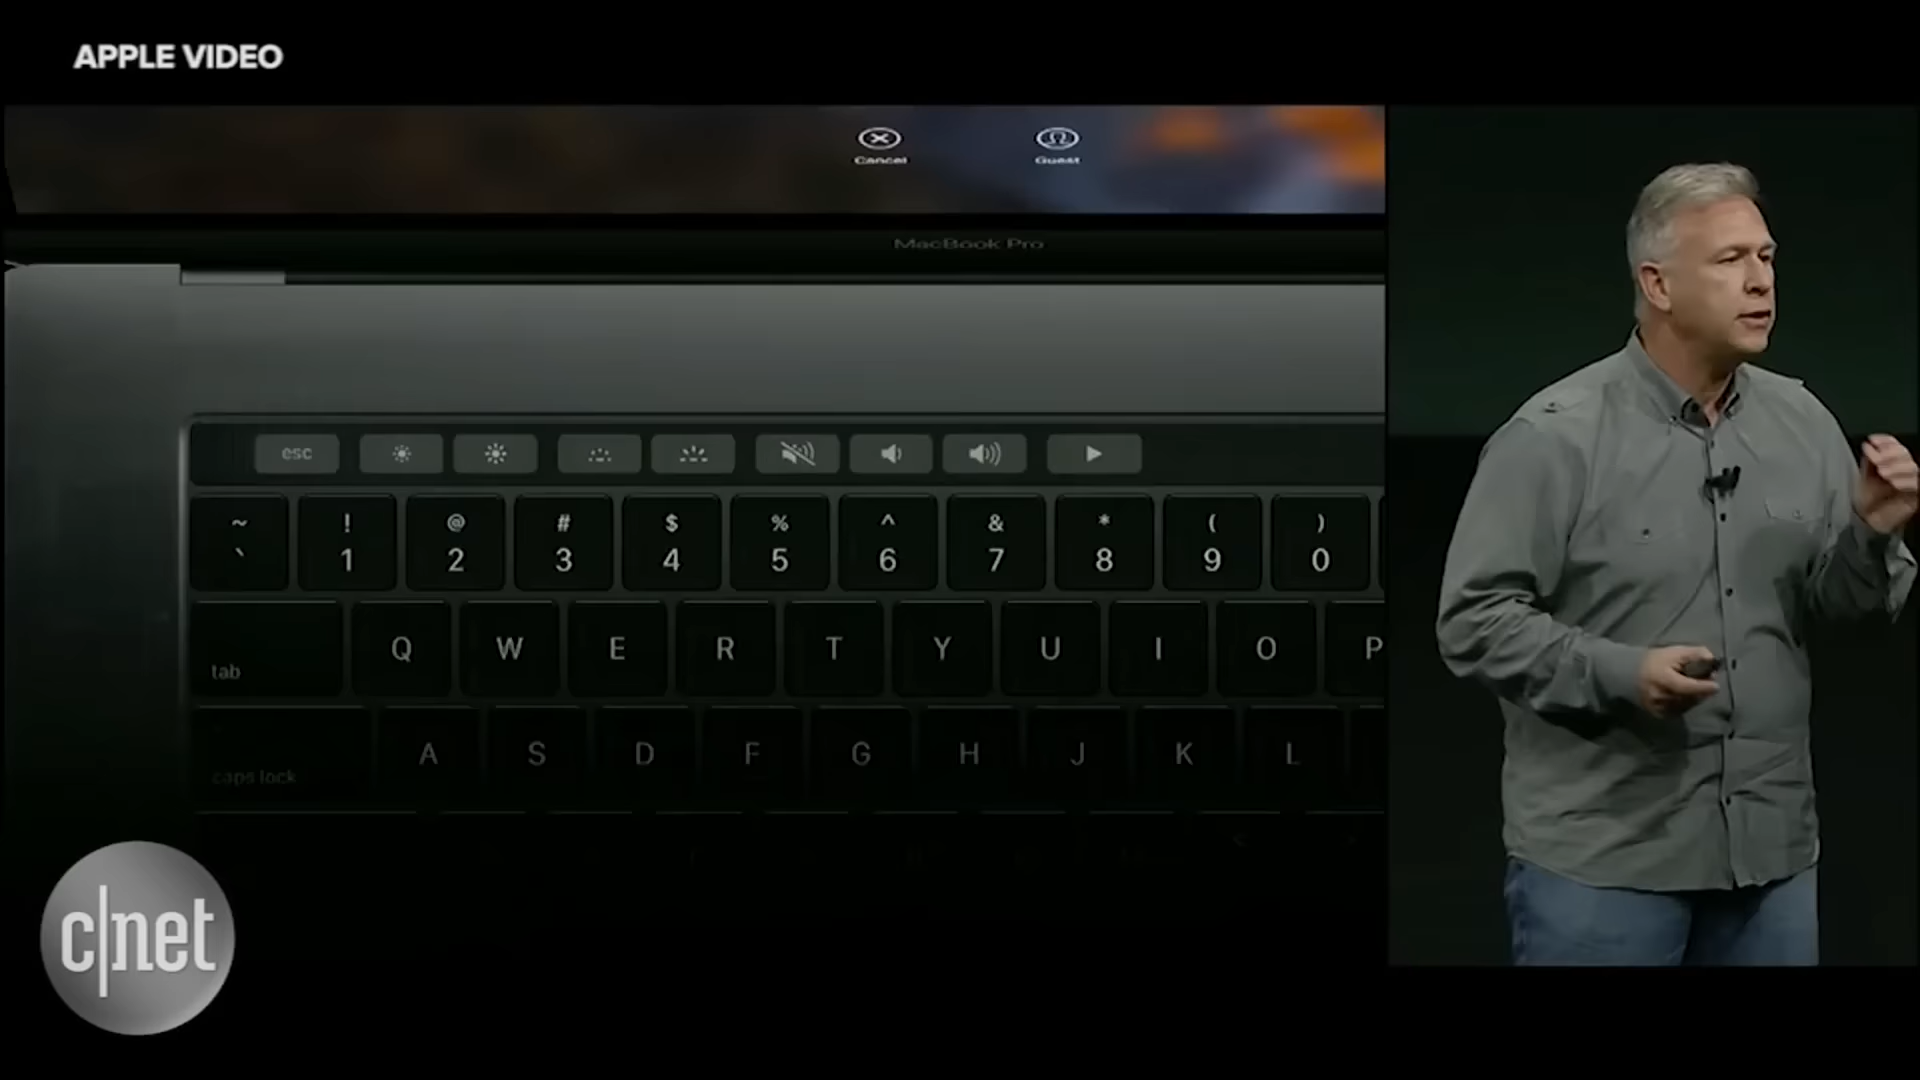 APPLE VIDEO
Cancel Guest
MacBook Pro
esc
~ ! @ # $ % ^ & * ( )
` 1 2 3 4 5 6 7 8 9 0
Q W E R T Y U I O P
tab
A S D F G H J K L
caps lock
c|net